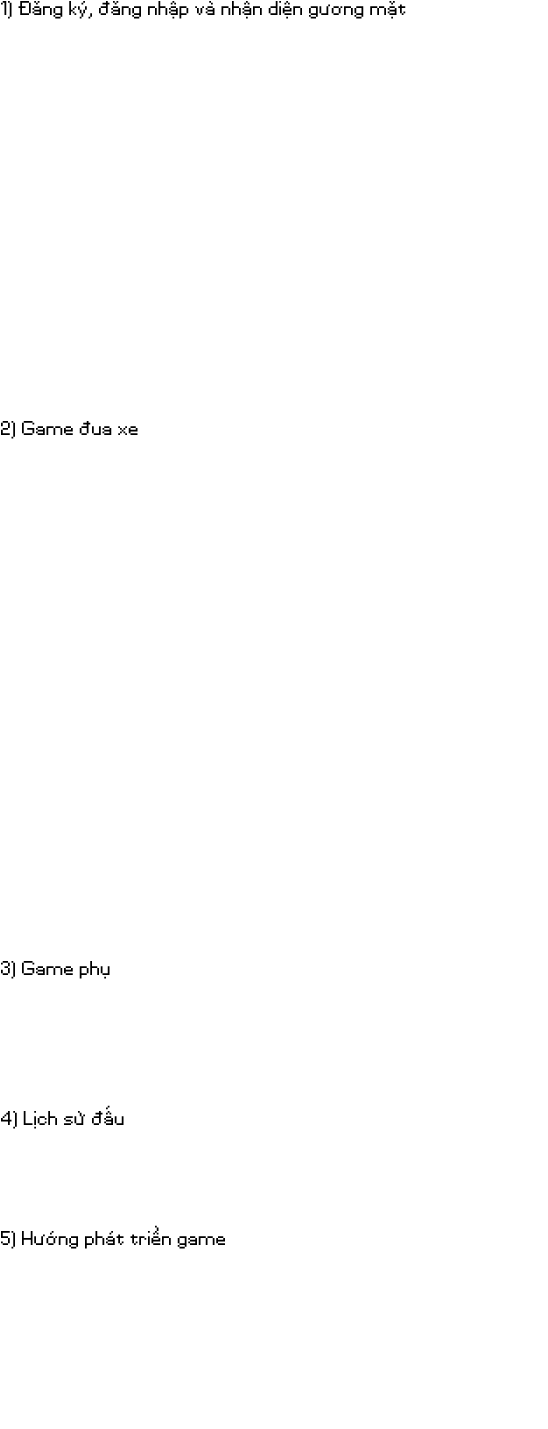 1) Đăng ký, đăng nhập và nhận diện gương mặt
2) Game đua xe
3) Game phụ
4) Lịch sử đấu
5) Hướng phát triển game